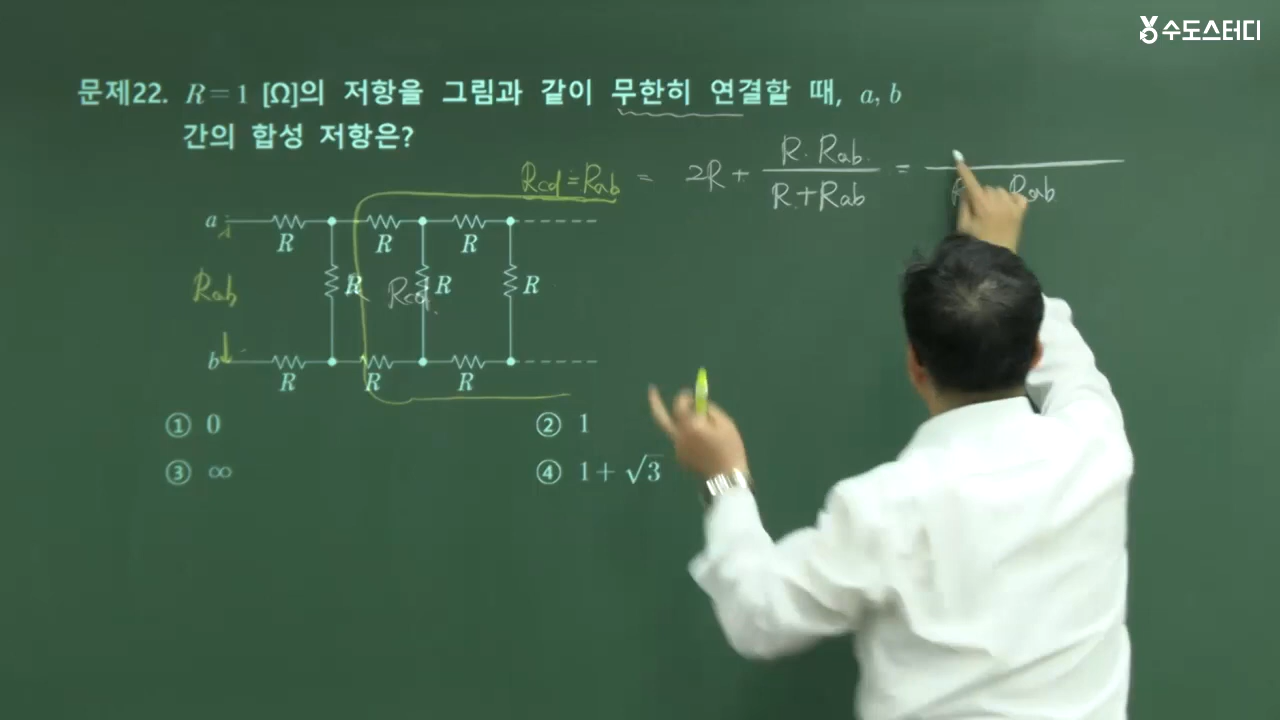 수도스터디
문제22. R=1 [Ω]의 저항을 그림과 같이 무한히 연결할 때, a, b
간의 합성 저항은?
Rcd = Rab = 2R + R · Rab / R + Rab =
Rab
a R R R
Rab R Rcd R R
b R R R
① 0 ② 1
③ ∞ ④ 1+√3